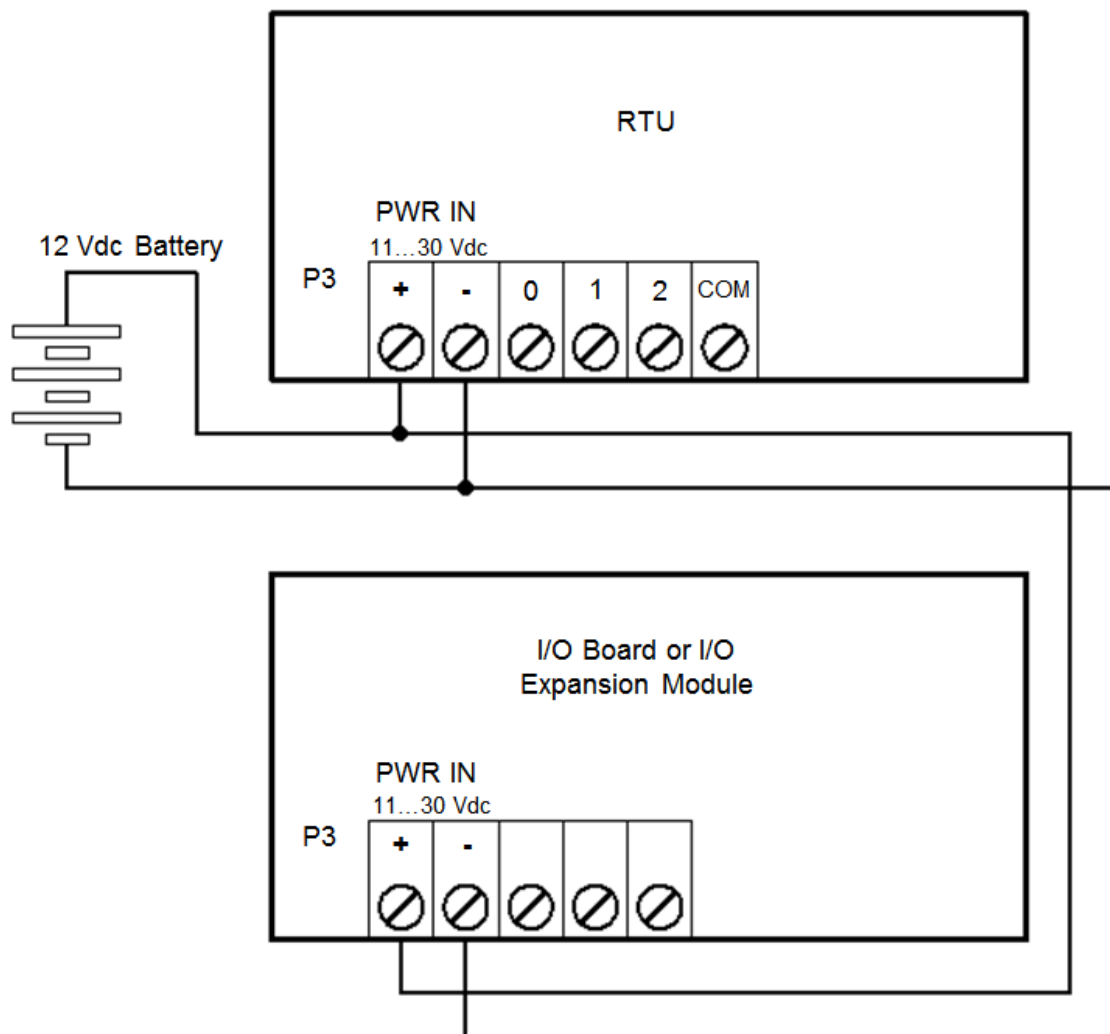 RTU
PWR IN
12 Vdc Battery
11...30 Vdc
P3
+ - 0 1 2 COM
I/O Board or I/O
Expansion Module
PWR IN
11...30 Vdc
P3
+ -